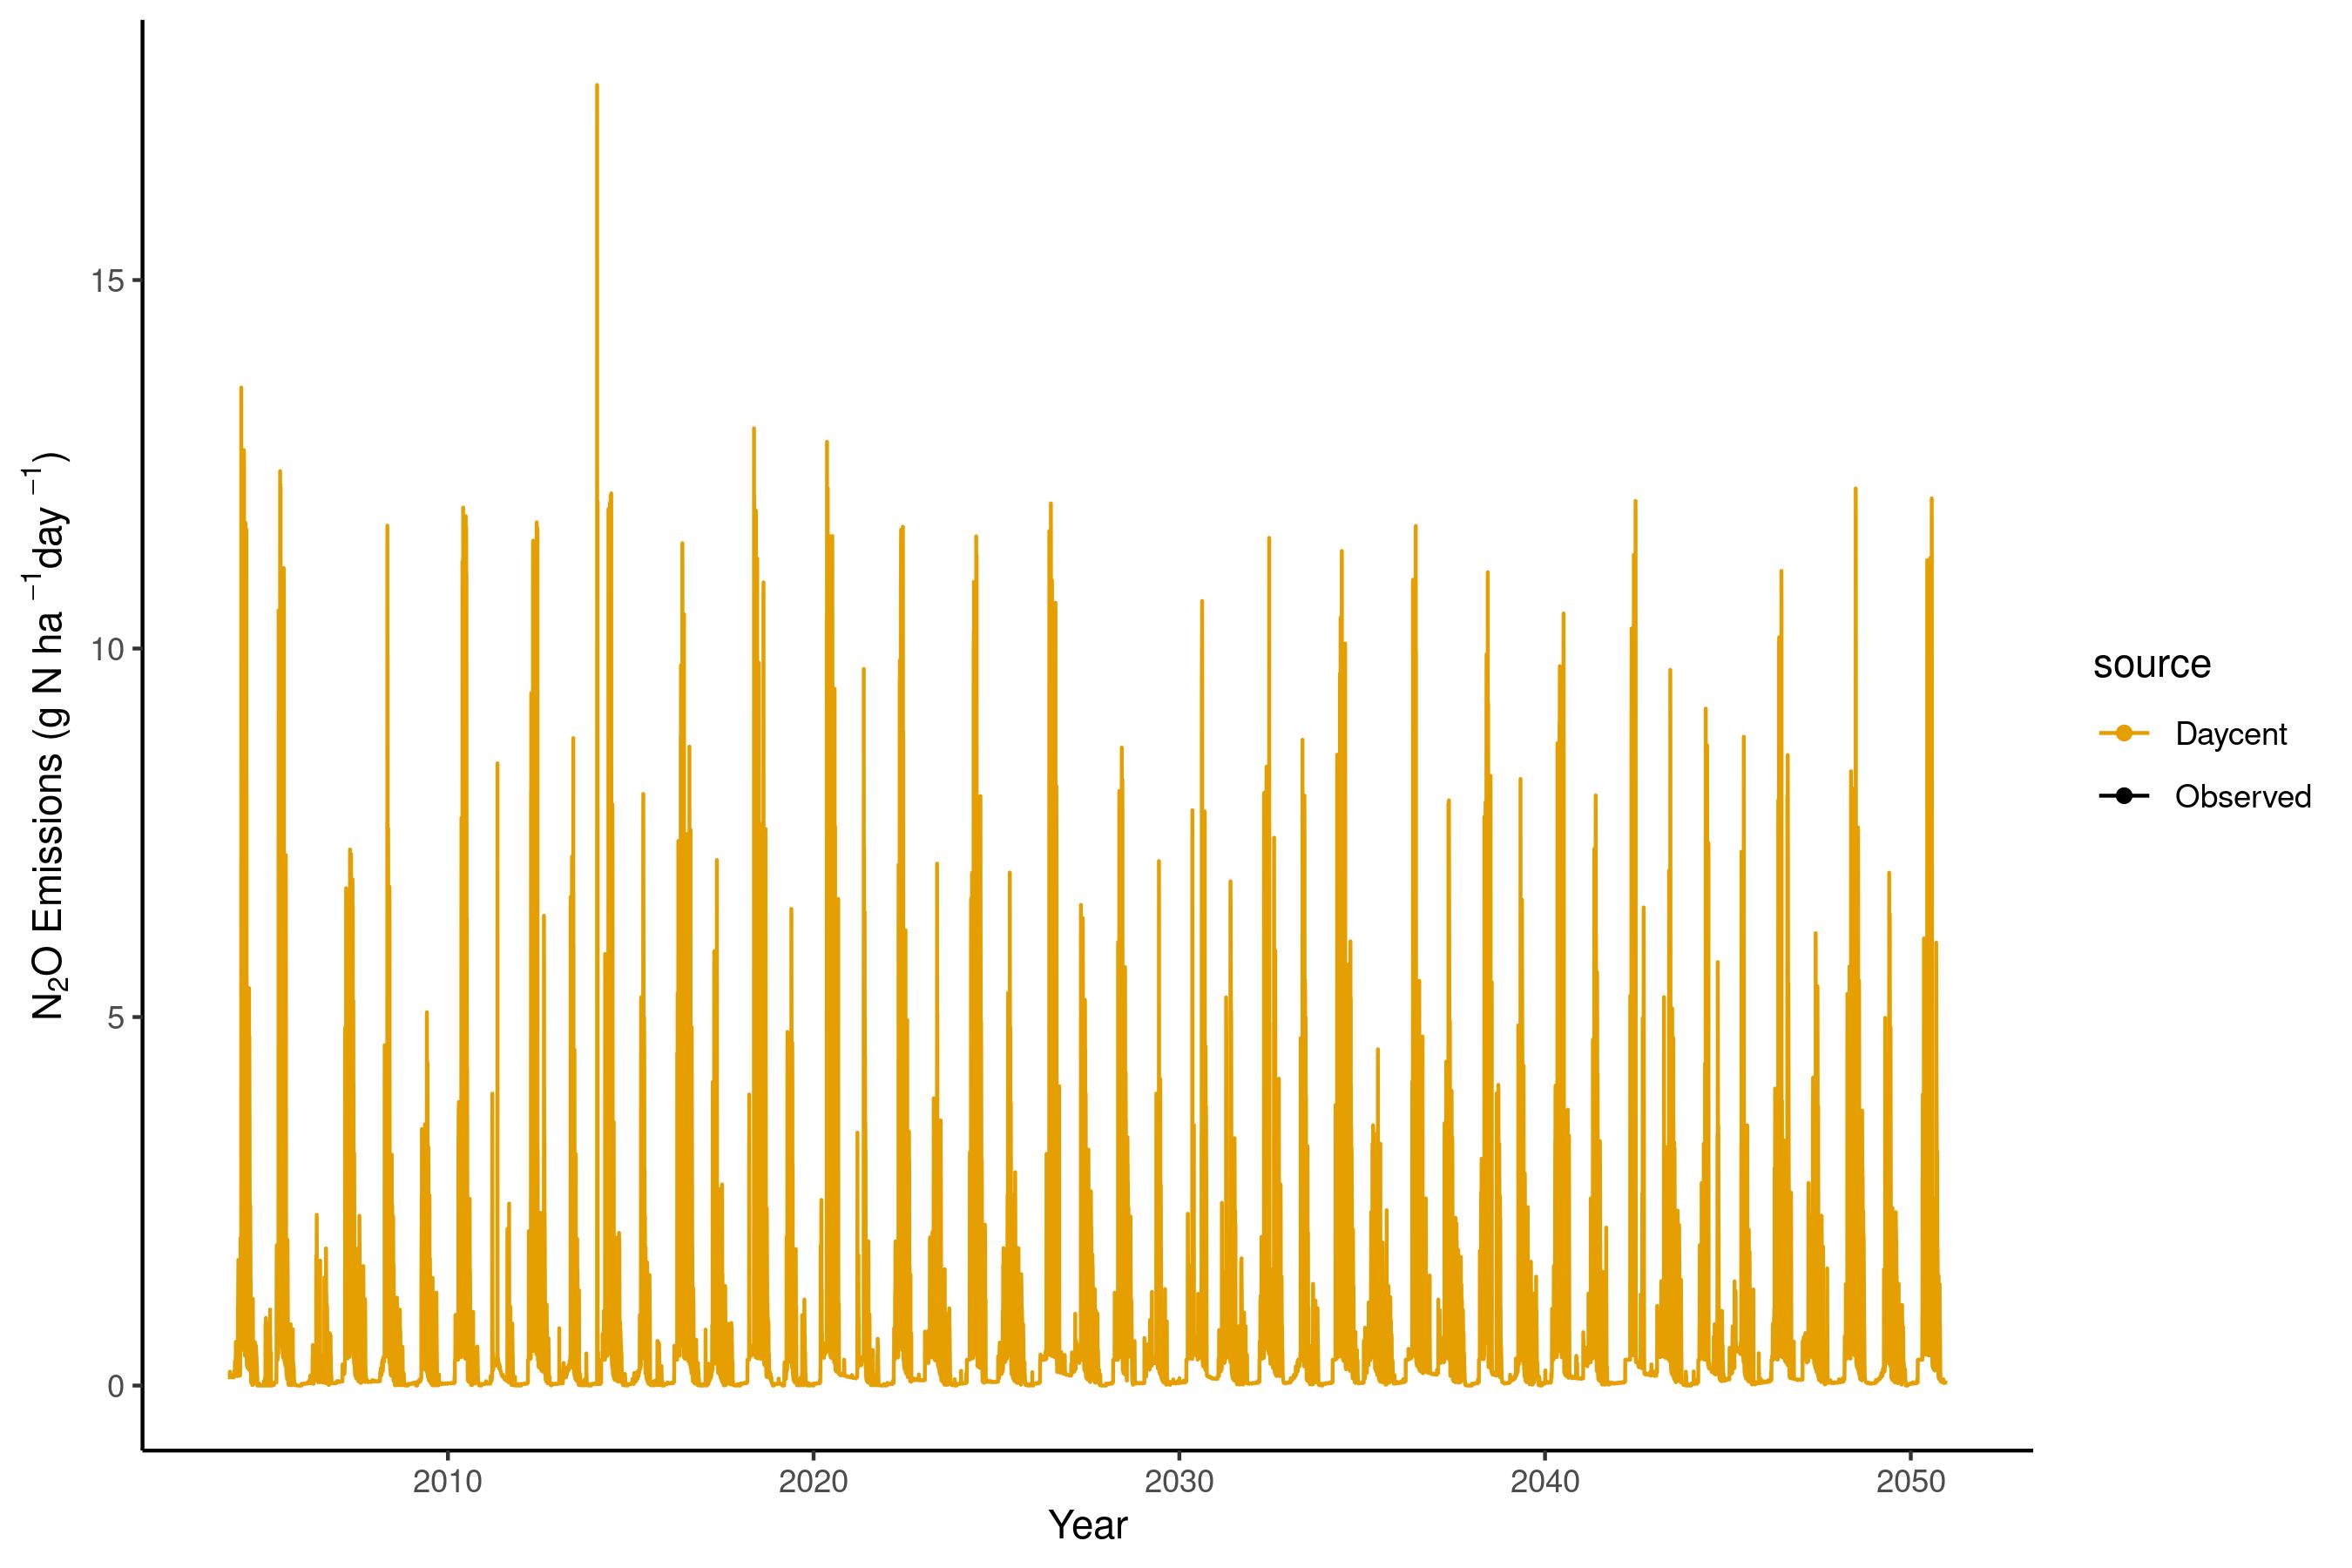 15
10
5
0
N₂O Emissions (g N ha ⁻¹day ⁻¹)
2010 2020 2030 2040 2050
Year
source
Daycent
Observed